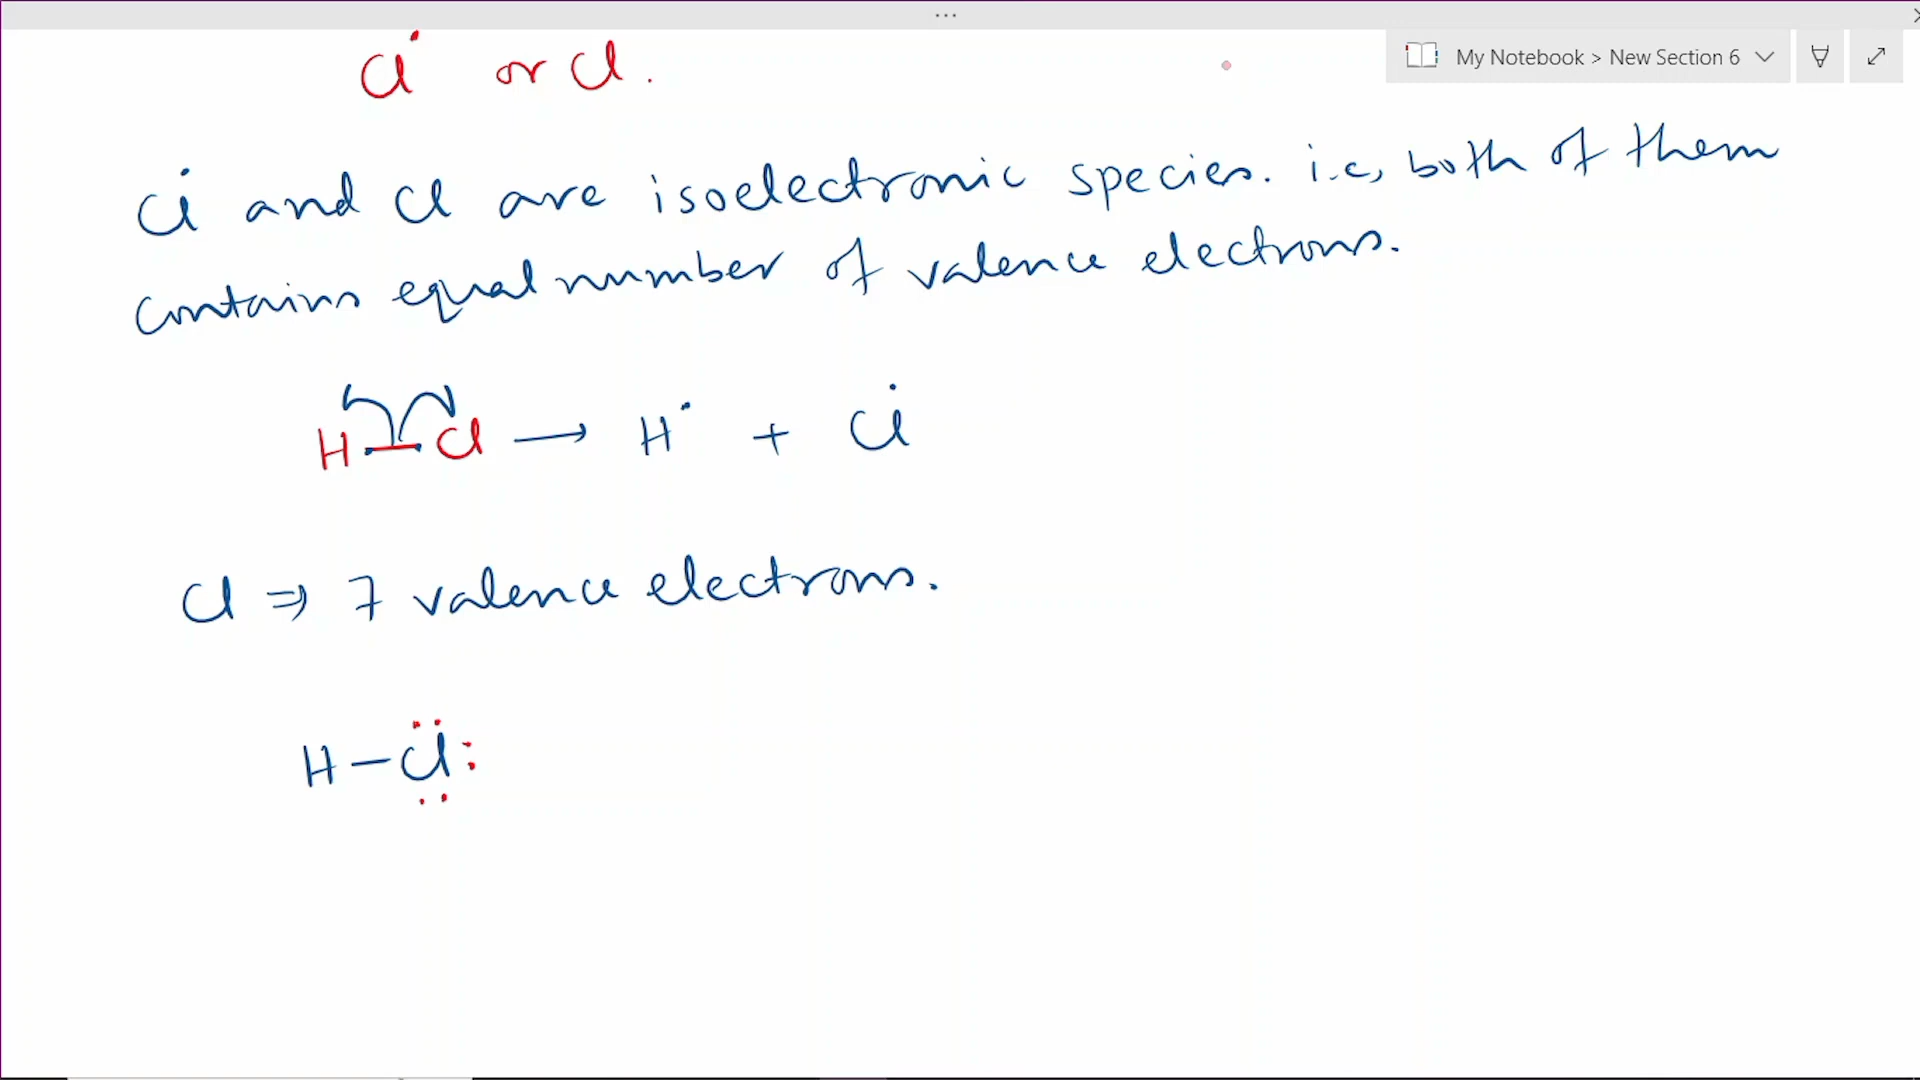 ...
Cl• or Cl.
My Notebook > New Section 6
Cl• and Cl are isoelectronic species. i.e, both of them
contains equal number of valence electrons.
H — Cl → H• + Cl•
Cl ⇒ 7 valence electrons.
H — Cl: